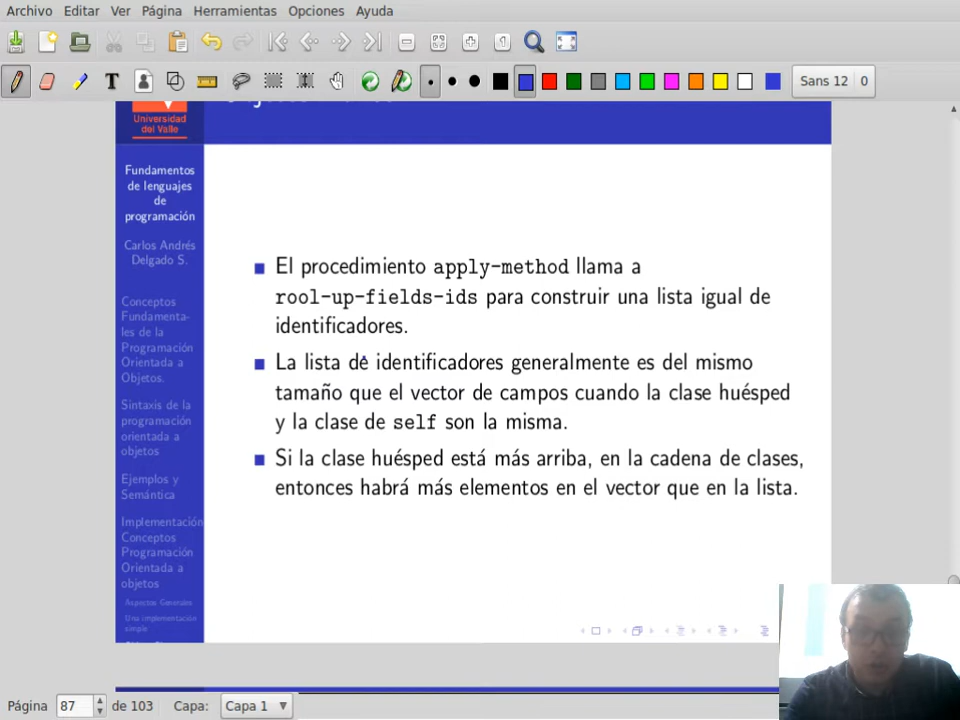 Archivo Editar Ver Página Herramientas Opciones Ayuda
T
Sans 12 0
Universidad
del Valle
Fundamentos
de lenguajes
de
programación
Carlos Andrés
Delgado S.
Conceptos
Fundamenta-
les de la
Programación
Orientada a
Objetos.
Sintaxis de la
programación
orientada a
objetos
Ejemplos y
Semántica
Implementación
Conceptos
Programación
Orientada a
objetos
Aspectos Generales
Una implementación
simple
El procedimiento apply-method llama a
rool-up-fields-ids para construir una lista igual de
identificadores.
La lista de identificadores generalmente es del mismo
tamaño que el vector de campos cuando la clase huésped
y la clase de self son la misma.
Si la clase huésped está más arriba, en la cadena de clases,
entonces habrá más elementos en el vector que en la lista.
Página 87 de 103 Capa: Capa 1